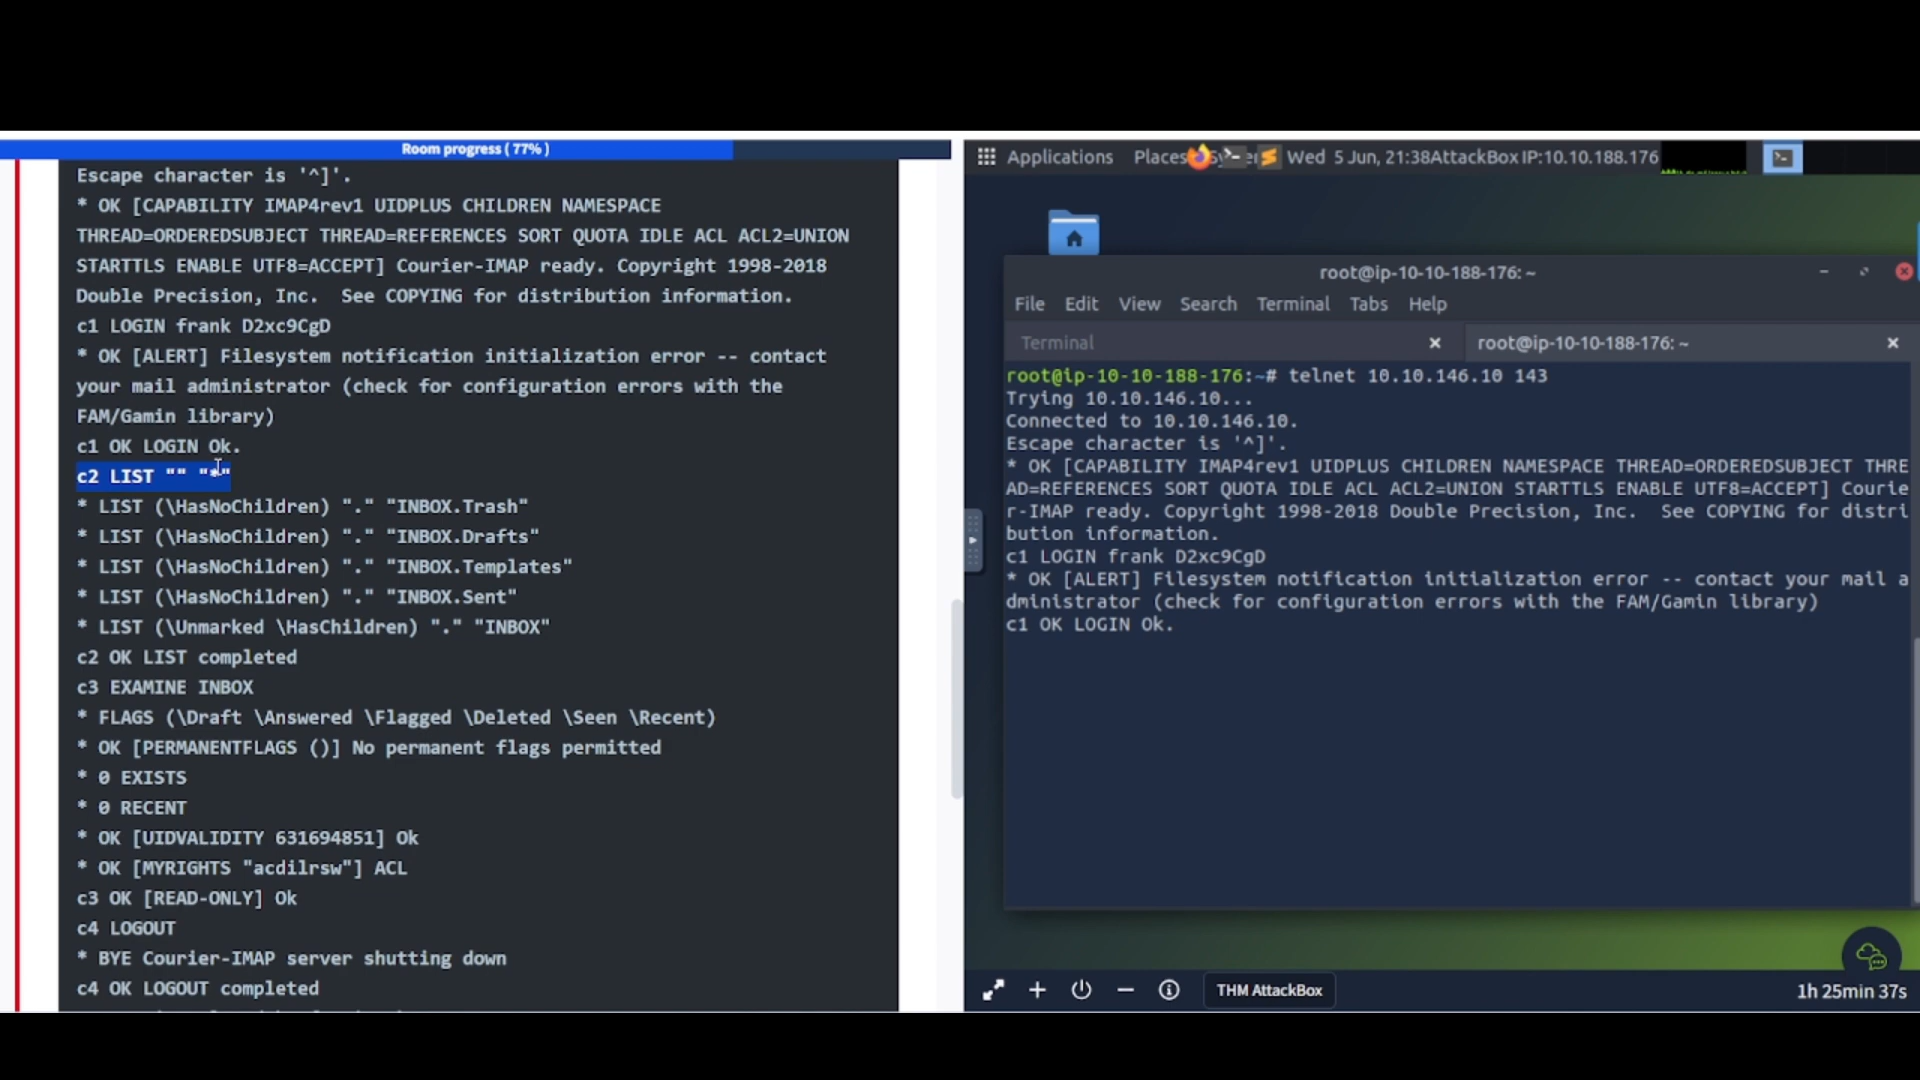 Room progress ( 77% )
Escape character is '^]'.
* OK [CAPABILITY IMAP4rev1 UIDPLUS CHILDREN NAMESPACE
THREAD=ORDEREDSUBJECT THREAD=REFERENCES SORT QUOTA IDLE ACL ACL2=UNION
STARTTLS ENABLE UTF8=ACCEPT] Courier-IMAP ready. Copyright 1998-2018
Double Precision, Inc.  See COPYING for distribution information.
c1 LOGIN frank D2xc9CgD
* OK [ALERT] Filesystem notification initialization error -- contact
your mail administrator (check for configuration errors with the
FAM/Gamin library)
c1 OK LOGIN Ok.
c2 LIST "" "*"
* LIST (\HasNoChildren) "." "INBOX.Trash"
* LIST (\HasNoChildren) "." "INBOX.Drafts"
* LIST (\HasNoChildren) "." "INBOX.Templates"
* LIST (\HasNoChildren) "." "INBOX.Sent"
* LIST (\Unmarked \HasChildren) "." "INBOX"
c2 OK LIST completed
c3 EXAMINE INBOX
* FLAGS (\Draft \Answered \Flagged \Deleted \Seen \Recent)
* OK [PERMANENTFLAGS ()] No permanent flags permitted
* 0 EXISTS
* 0 RECENT
* OK [UIDVALIDITY 631694851] Ok
* OK [MYRIGHTS "acdilrsw"] ACL
c3 OK [READ-ONLY] Ok
c4 LOGOUT
* BYE Courier-IMAP server shutting down
c4 OK LOGOUT completed
Applications Places Wed 5 Jun, 21:38 AttackBox IP:10.10.188.176
root@ip-10-10-188-176: ~
File Edit View Search Terminal Tabs Help
Terminal
root@ip-10-10-188-176: ~
root@ip-10-10-188-176:~# telnet 10.10.146.10 143
Trying 10.10.146.10...
Connected to 10.10.146.10.
Escape character is '^]'.
* OK [CAPABILITY IMAP4rev1 UIDPLUS CHILDREN NAMESPACE THREAD=ORDEREDSUBJECT THRE
AD=REFERENCES SORT QUOTA IDLE ACL ACL2=UNION STARTTLS ENABLE UTF8=ACCEPT] Courie
r-IMAP ready. Copyright 1998-2018 Double Precision, Inc.  See COPYING for distri
bution information.
c1 LOGIN frank D2xc9CgD
* OK [ALERT] Filesystem notification initialization error -- contact your mail a
dministrator (check for configuration errors with the FAM/Gamin library)
c1 OK LOGIN Ok.
THM AttackBox
1h 25min 37s